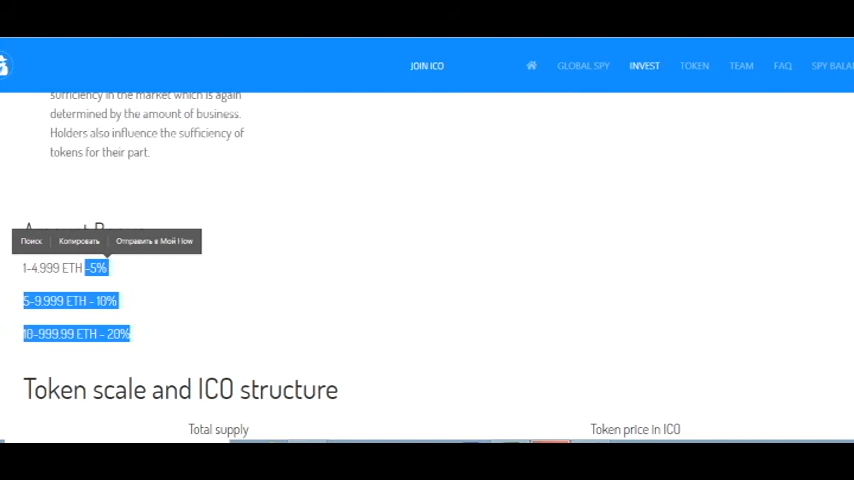 JOIN ICO
GLOBAL SPY
INVEST
TOKEN
TEAM
FAQ
SPY BALA
sufficiency in the market which is again
determined by the amount of business.
Holders also influence the sufficiency of
tokens for their part.
Поиск
Копировать
Отправить в Мой
1-4.999 ETH -5%
5-9.999 ETH - 10%
10-999.99 ETH - 20%
Token scale and ICO structure
Total supply
Token price in ICO